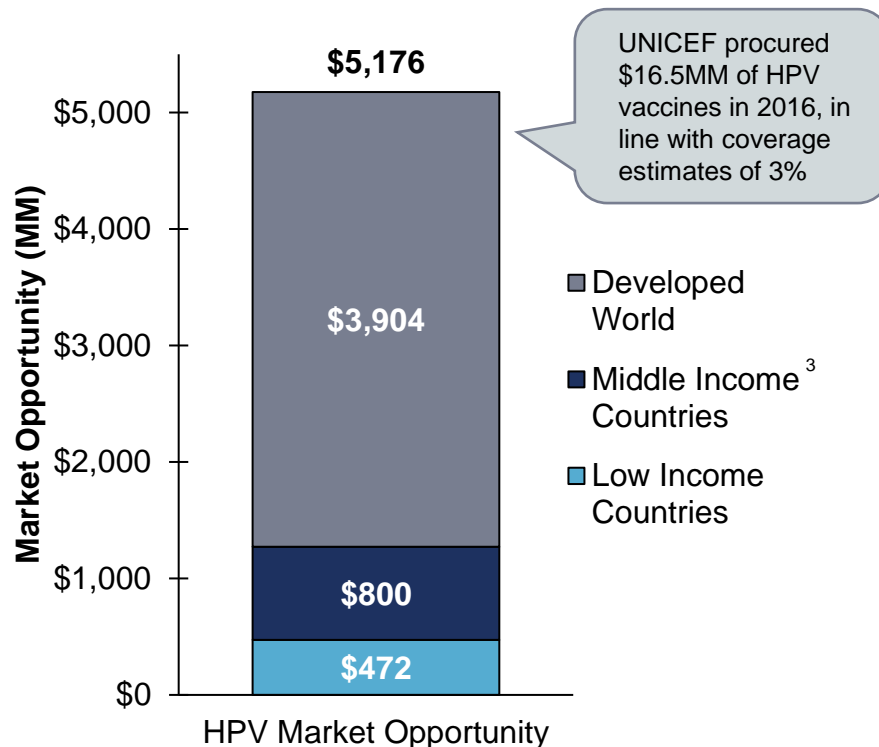 $5,176
UNICEF procured
$16.5MM of HPV
vaccines in 2016, in
line with coverage
estimates of 3%
Market Opportunity (MM)
$5,000
$4,000
$3,000
$2,000
$1,000
$0
$3,904
$800
$472
Developed
World
Middle Income 3
Countries
Low Income
Countries
HPV Market Opportunity